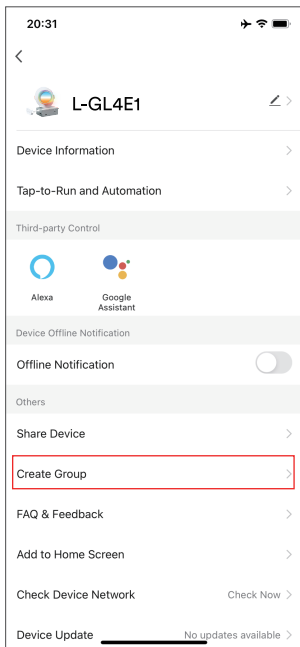 20:31
L-GL4E1
Device Information
Tap-to-Run and Automation
Third-party Control
Alexa
Google
Assistant
Device Offline Notification
Offline Notification
Others
Share Device
Create Group
FAQ & Feedback
Add to Home Screen
Check Device Network Check Now
Device Update No updates available